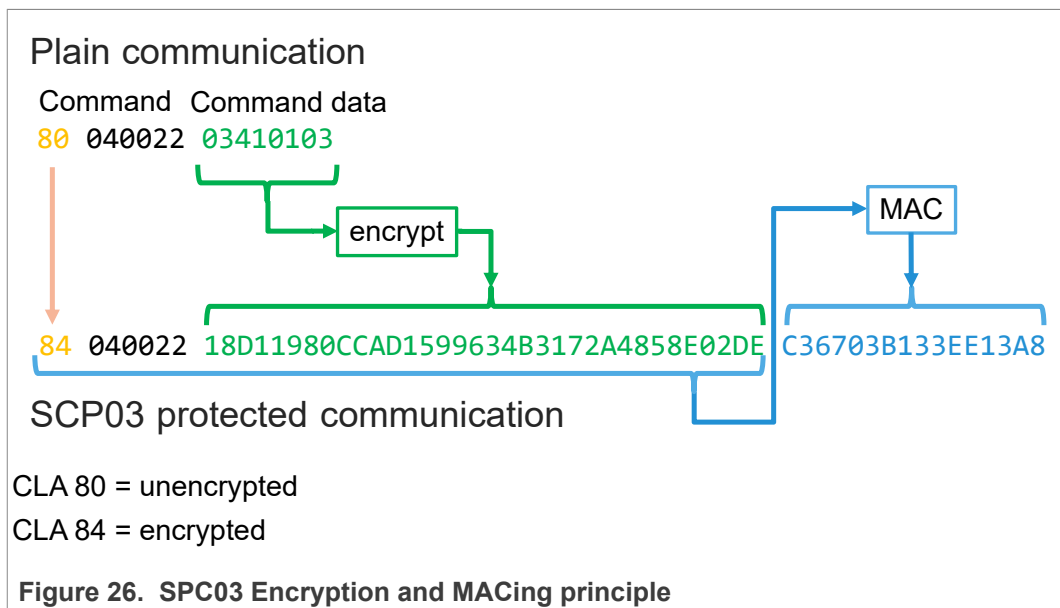 Plain communication
Command Command data
80 040022 03410103
MAC
encrypt
84 040022 18D11980CCAD1599634B3172A4858E02DE C36703B133EE13A8
SCP03 protected communication
CLA 80 = unencrypted
CLA 84 = encrypted
Figure 26. SPC03 Encryption and MACing principle